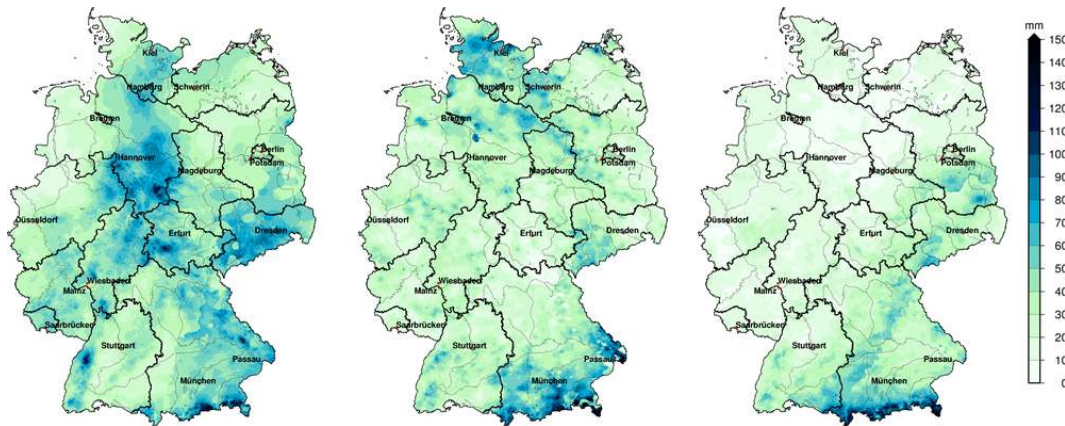 Kiel
Hamburg
Schwerin
Bremen
Hannover
Berlin
Potsdam
Magdeburg
Düsseldorf
Erfurt
Dresden
Wiesbaden
Mainz
Saarbrücken
Stuttgart
Passau
München
Kiel
Hamburg
Schwerin
Bremen
Hannover
Berlin
Potsdam
Magdeburg
Düsseldorf
Erfurt
Dresden
Wiesbaden
Mainz
Saarbrücken
Stuttgart
Passau
München
Kiel
Hamburg
Schwerin
Bremen
Hannover
Berlin
Potsdam
Magdeburg
Düsseldorf
Erfurt
Dresden
Wiesbaden
Mainz
Saarbrücken
Stuttgart
Passau
München
mm
150
140
130
120
110
100
90
80
70
60
50
40
30
20
10
0